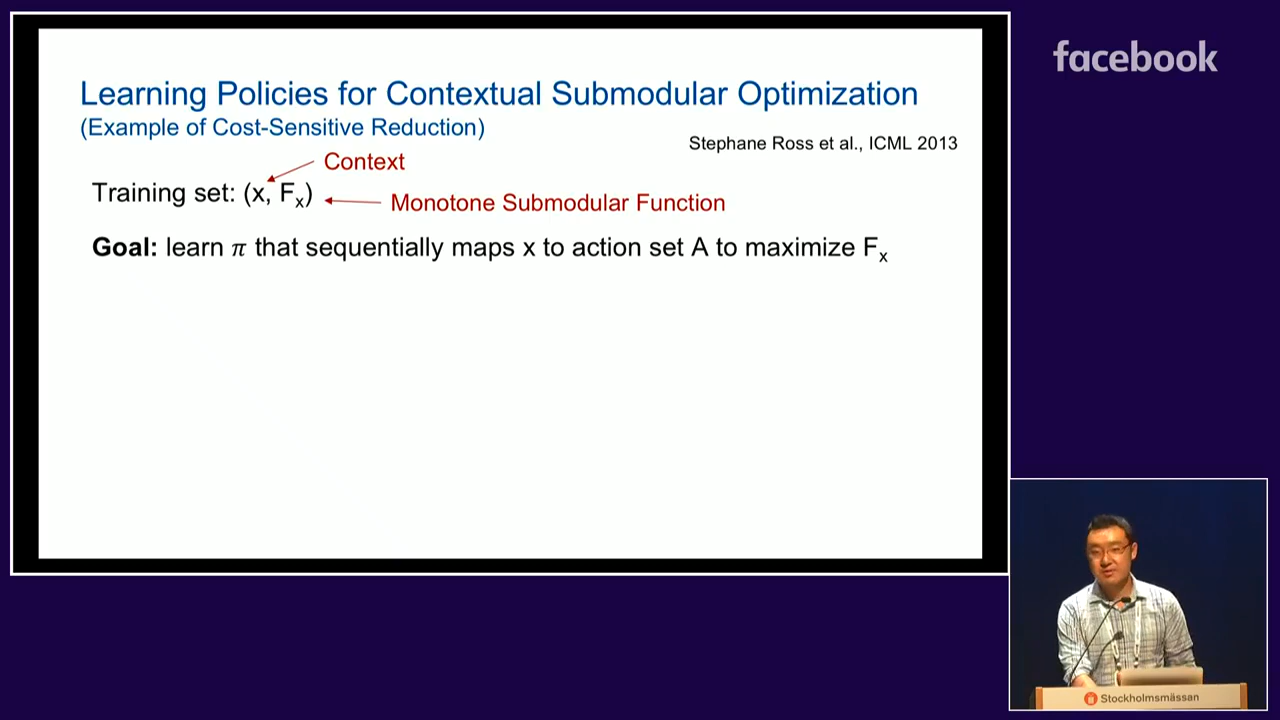 facebook
Learning Policies for Contextual Submodular Optimization
(Example of Cost-Sensitive Reduction)
Stephane Ross et al., ICML 2013
Context
Training set: (x, Fₓ)
Monotone Submodular Function
Goal: learn π that sequentially maps x to action set A to maximize Fₓ
Stockholmsmässan